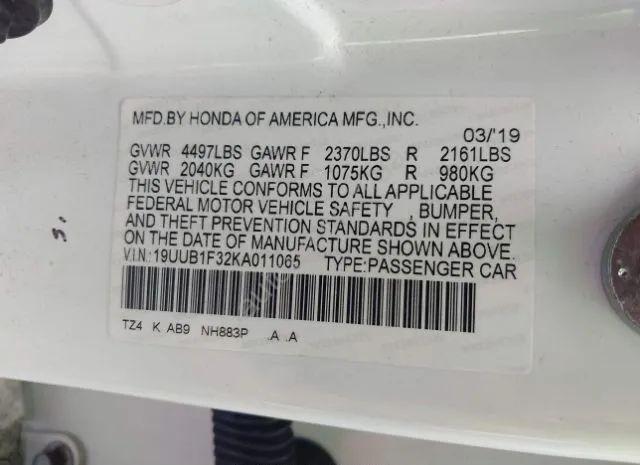 MFD.BY HONDA OF AMERICA MFG.,INC.
03/'19
GVWR 4497LBS GAWR F 2370LBS R 2161LBS
GVWR 2040KG GAWR F 1075KG R 980KG
THIS VEHICLE CONFORMS TO ALL APPLICABLE
FEDERAL MOTOR VEHICLE SAFETY , BUMPER,
AND THEFT PREVENTION STANDARDS IN EFFECT
ON THE DATE OF MANUFACTURE SHOWN ABOVE.
V.I.N:19UUB1F32KA011065 TYPE:PASSENGER CAR
TZ4 K AB9 NH883P .A .A